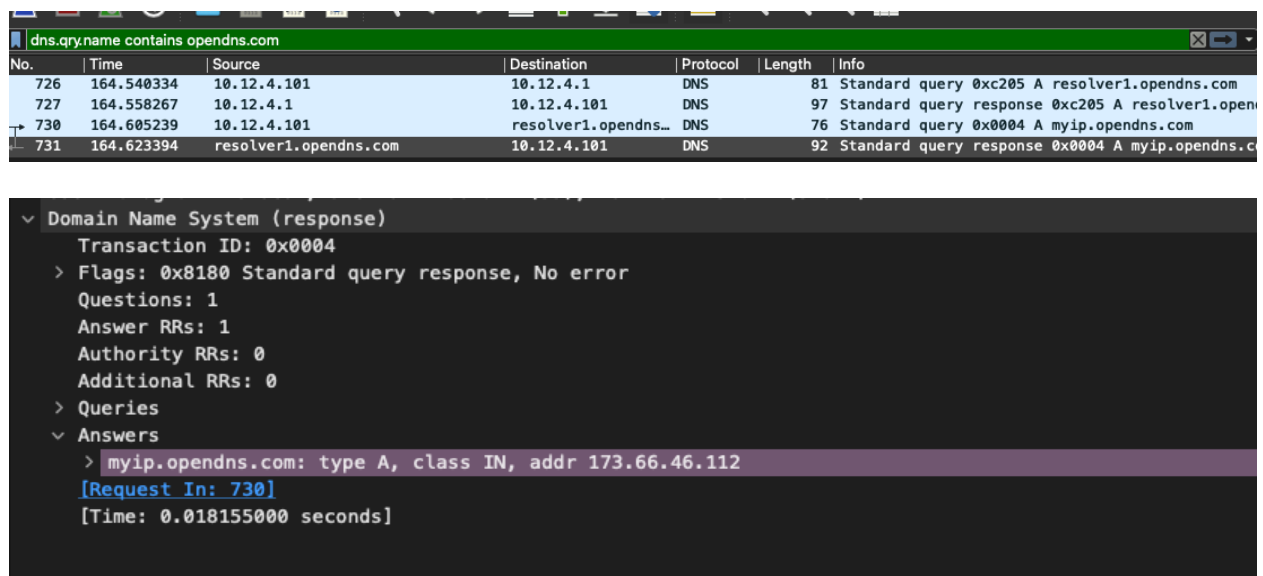 dns.qry.name contains opendns.com
No. Time Source Destination Protocol Length Info
726 164.540334 10.12.4.101 10.12.4.1 DNS 81 Standard query 0xc205 A resolver1.opendns.com
727 164.558267 10.12.4.1 10.12.4.101 DNS 97 Standard query response 0xc205 A resolver1.open
730 164.605239 10.12.4.101 resolver1.opendns… DNS 76 Standard query 0x0004 A myip.opendns.com
731 164.623394 resolver1.opendns.com 10.12.4.101 DNS 92 Standard query response 0x0004 A myip.opendns.c
Domain Name System (response)
Transaction ID: 0x0004
Flags: 0x8180 Standard query response, No error
Questions: 1
Answer RRs: 1
Authority RRs: 0
Additional RRs: 0
Queries
Answers
myip.opendns.com: type A, class IN, addr 173.66.46.112
[Request In: 730]
[Time: 0.018155000 seconds]